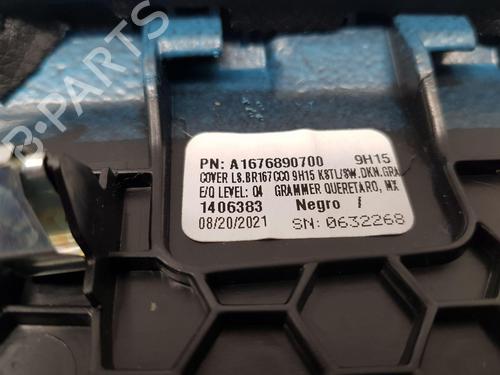 PN: A1676890700 9H15
COVER L8.BR167CCO 9H15 K8TL/SW.DKN.GRA
E/Q LEVEL: 04 GRAMMER QUERETARO, MX
1406383 Negro /
08/20/2021 SN: 0632268
B-PARTS